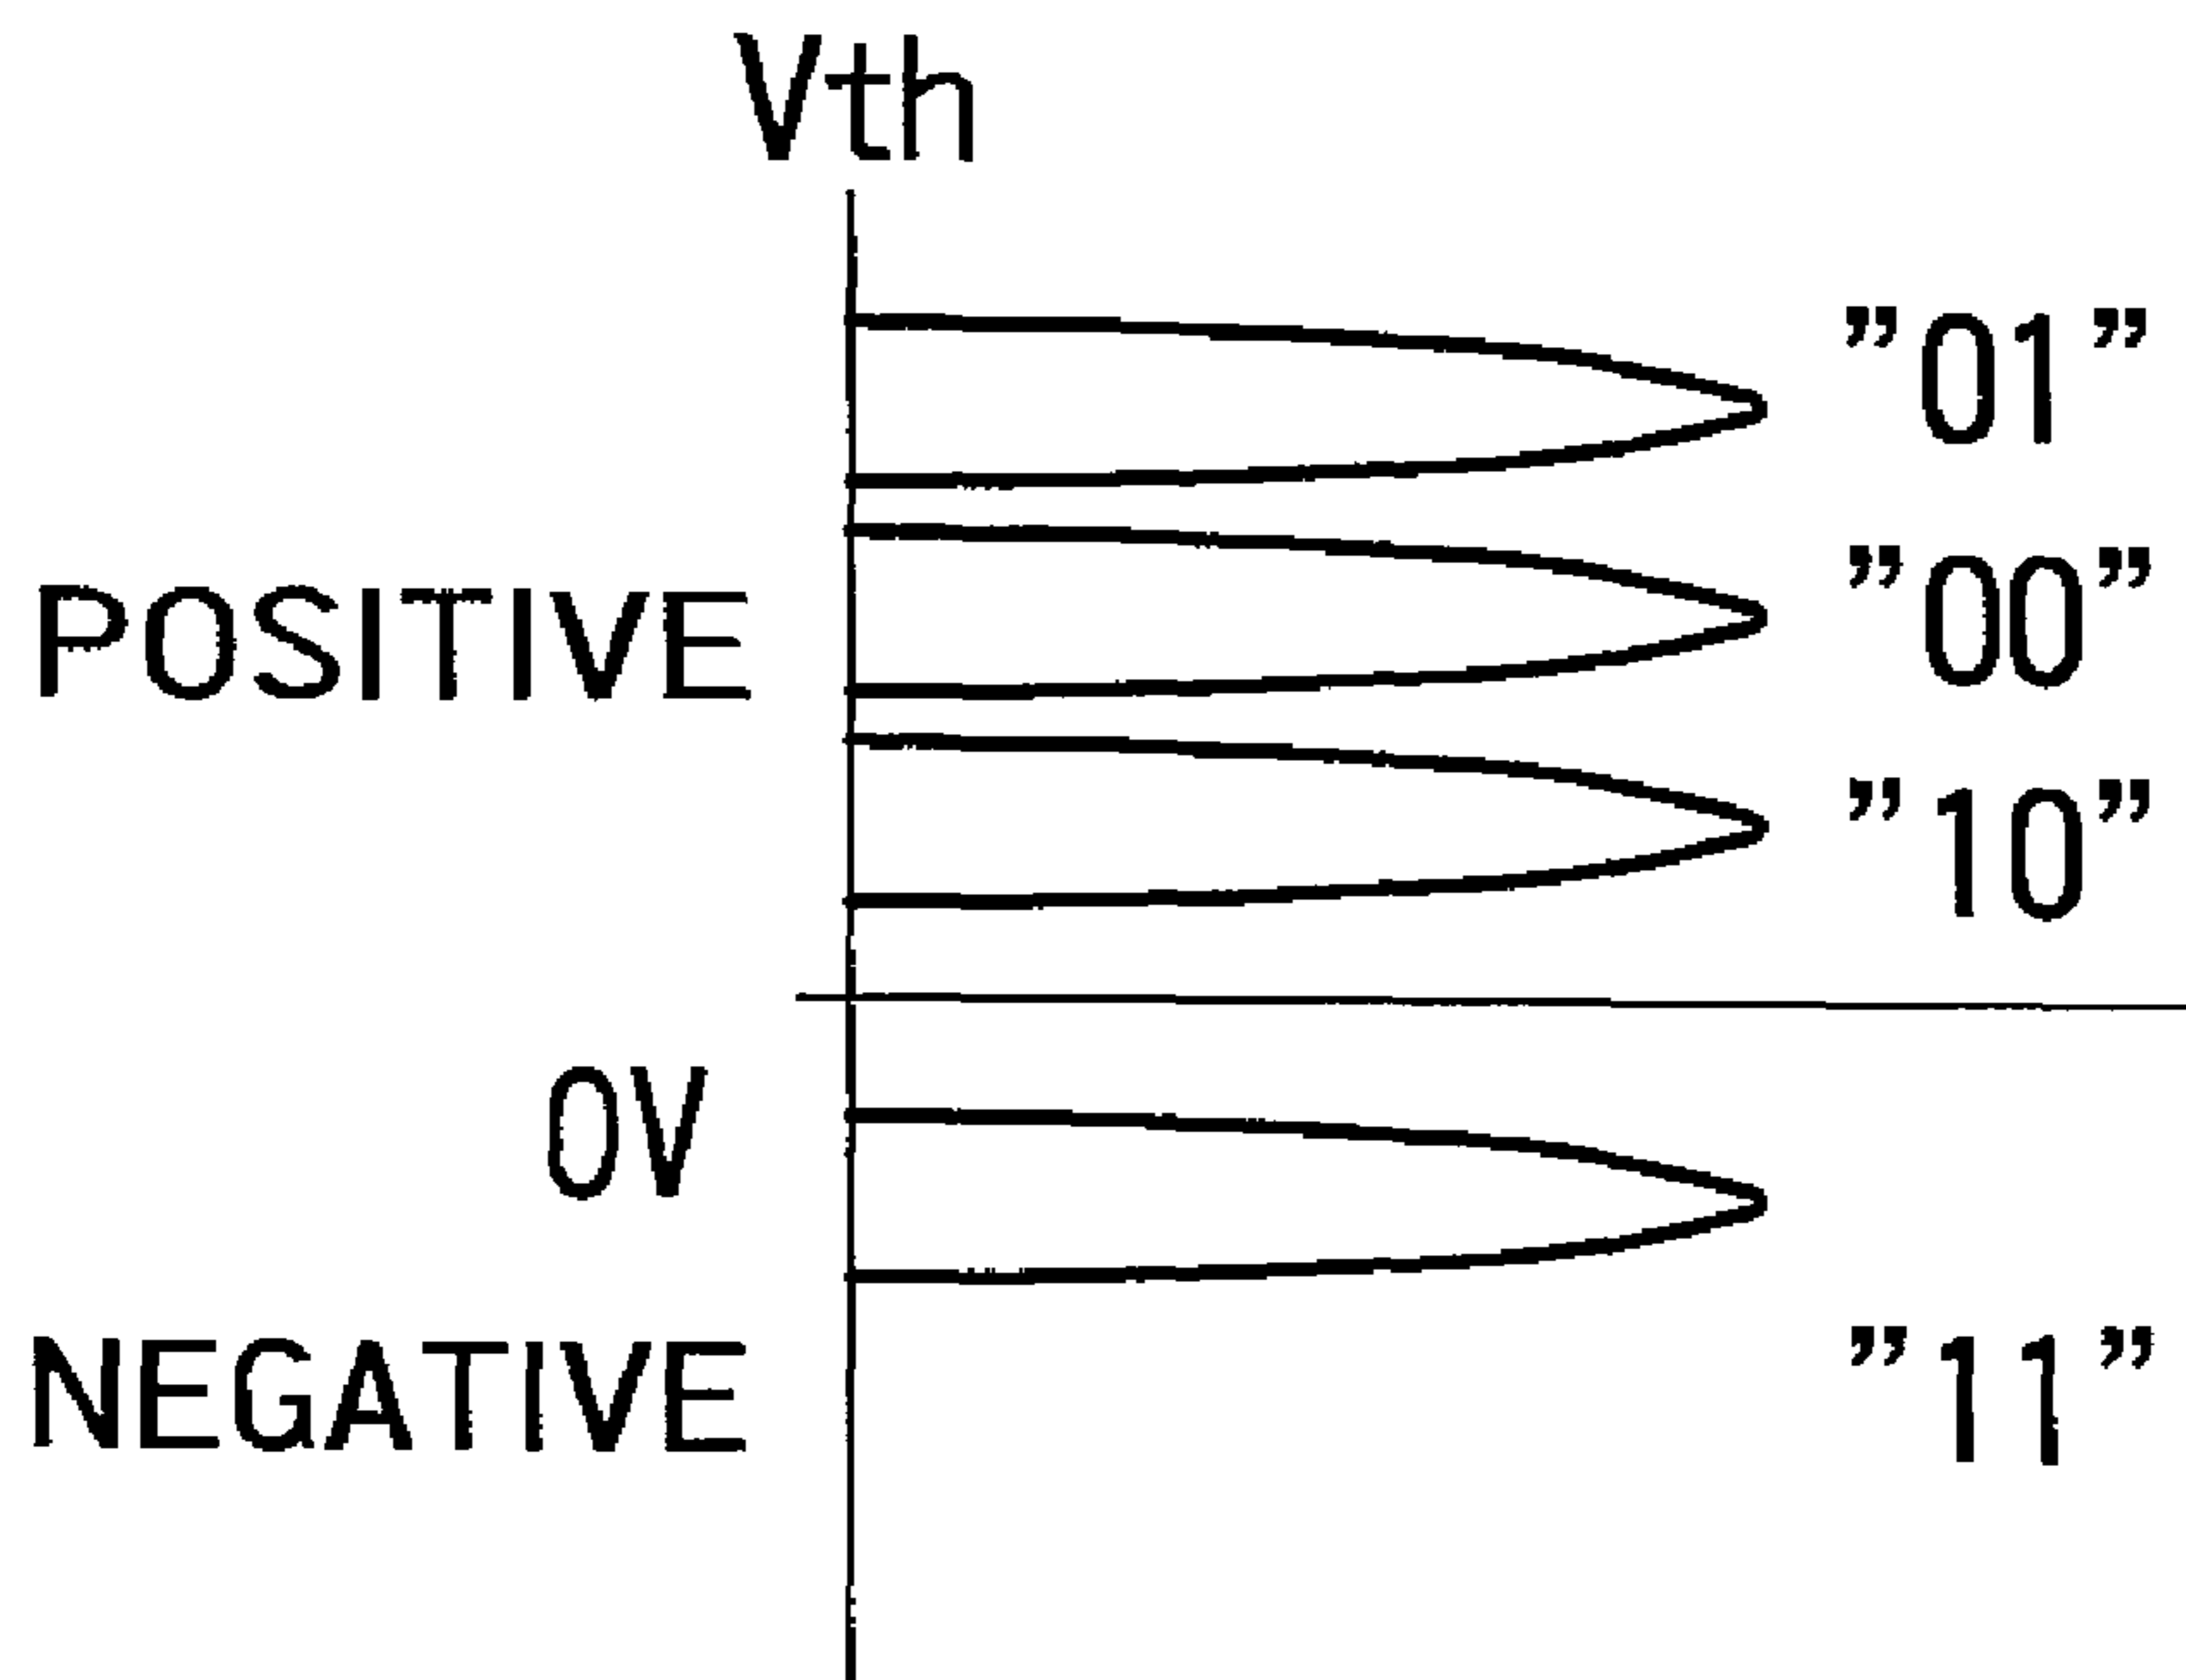 Vth
”01”
POSITIVE ”00”
”10”
0V
NEGATIVE ”11”